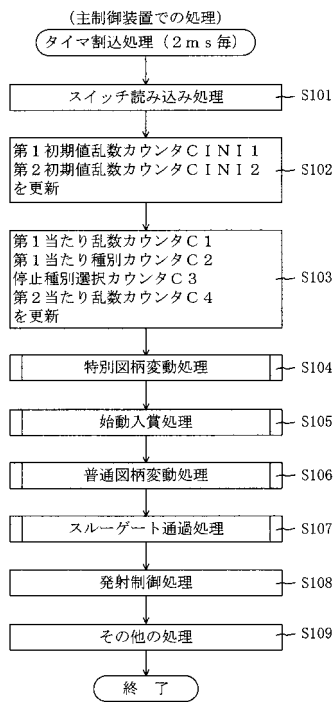 (主制御装置での処理)
タイマ割込処理(2ms毎)
スイッチ読み込み処理
S101
第1初期値乱数カウンタCINI1
第2初期値乱数カウンタCINI2
を更新
S102
第1当たり乱数カウンタC1
第1当たり種別カウンタC2
停止種別選択カウンタC3
第2当たり乱数カウンタC4
を更新
S103
特別図柄変動処理
S104
始動入賞処理
S105
普通図柄変動処理
S106
スルーゲート通過処理
S107
発射制御処理
S108
その他の処理
S109
終 了